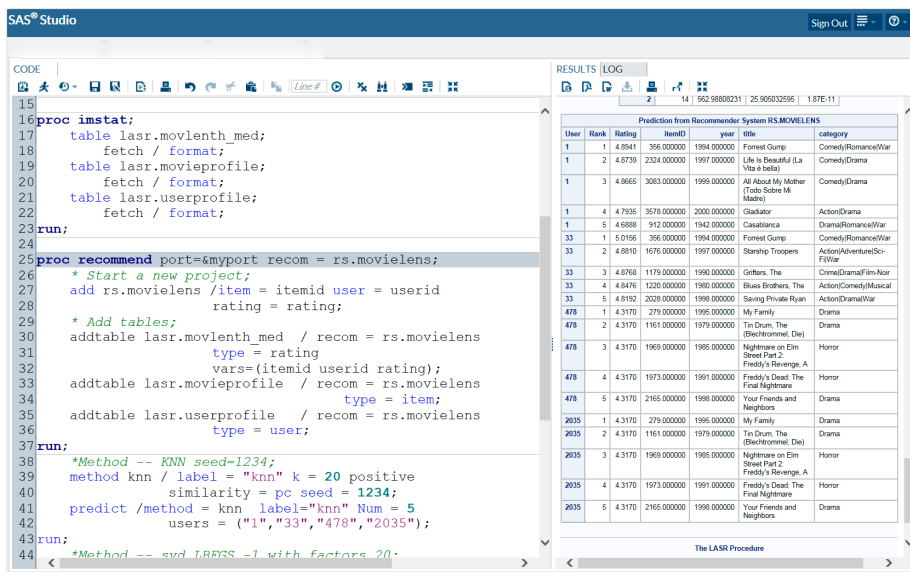 SAS® Studio
Sign Out
CODE
Line #
15
16 proc imstat;
17 table lasr.movlenth_med;
18 fetch / format;
19 table lasr.movieprofile;
20 fetch / format;
21 table lasr.userprofile;
22 fetch / format;
23 run;
24
25 proc recommend port=&myport recom = rs.movielens;
26 * Start a new project;
27 add rs.movielens /item = itemid user = userid
28 rating = rating;
29 * Add tables;
30 addtable lasr.movlenth_med / recom = rs.movielens
31 type = rating
32 vars=(itemid userid rating);
33 addtable lasr.movieprofile / recom = rs.movielens
34 type = item;
35 addtable lasr.userprofile / recom = rs.movielens
36 type = user;
37 run;
38 *Method -- KNN seed=1234;
39 method knn / label = "knn" k = 20 positive
40 similarity = pc seed = 1234;
41 predict /method = knn label="knn" Num = 5
42 users = ("1","33","478","2035");
43 run;
44 *Method -- svd LBFGS -1 with factors 20;
RESULTS LOG
2 14 562.98808231 25.905032595 1.87E-11
Prediction from Recommender System RS.MOVIELENS
User Rank Rating itemID year title category
1 1 4.8941 356.000000 1994.000000 Forrest Gump Comedy|Romance|War
1 2 4.8739 2324.000000 1997.000000 Life Is Beautiful (La Comedy|Drama
Vita è bella)
1 3 4.8665 3083.000000 1999.000000 All About My Mother Comedy|Drama
(Todo Sobre Mi
Madre)
1 4 4.7935 3578.000000 2000.000000 Gladiator Action|Drama
1 5 4.6888 912.000000 1942.000000 Casablanca Drama|Romance|War
33 1 5.0156 356.000000 1994.000000 Forrest Gump Comedy|Romance|War
33 2 4.8810 1676.000000 1997.000000 Starship Troopers Action|Adventure|Sci-
Fi|War
33 3 4.8768 1179.000000 1990.000000 Grifters, The Crime|Drama|Film-Noir
33 4 4.8476 1220.000000 1980.000000 Blues Brothers, The Action|Comedy|Musical
33 5 4.8192 2028.000000 1998.000000 Saving Private Ryan Action|Drama|War
478 1 4.3170 279.000000 1995.000000 My Family Drama
478 2 4.3170 1161.000000 1979.000000 Tin Drum, The Drama
(Blechtrommel, Die)
478 3 4.3170 1969.000000 1985.000000 Nightmare on Elm Horror
Street Part 2:
Freddy's Revenge, A
478 4 4.3170 1973.000000 1991.000000 Freddy's Dead: The Horror
Final Nightmare
478 5 4.3170 2165.000000 1998.000000 Your Friends and Drama
Neighbors
2035 1 4.3170 279.000000 1995.000000 My Family Drama
2035 2 4.3170 1161.000000 1979.000000 Tin Drum, The Drama
(Blechtrommel, Die)
2035 3 4.3170 1969.000000 1985.000000 Nightmare on Elm Horror
Street Part 2:
Freddy's Revenge, A
2035 4 4.3170 1973.000000 1991.000000 Freddy's Dead: The Horror
Final Nightmare
2035 5 4.3170 2165.000000 1998.000000 Your Friends and Drama
Neighbors
The LASR Procedure